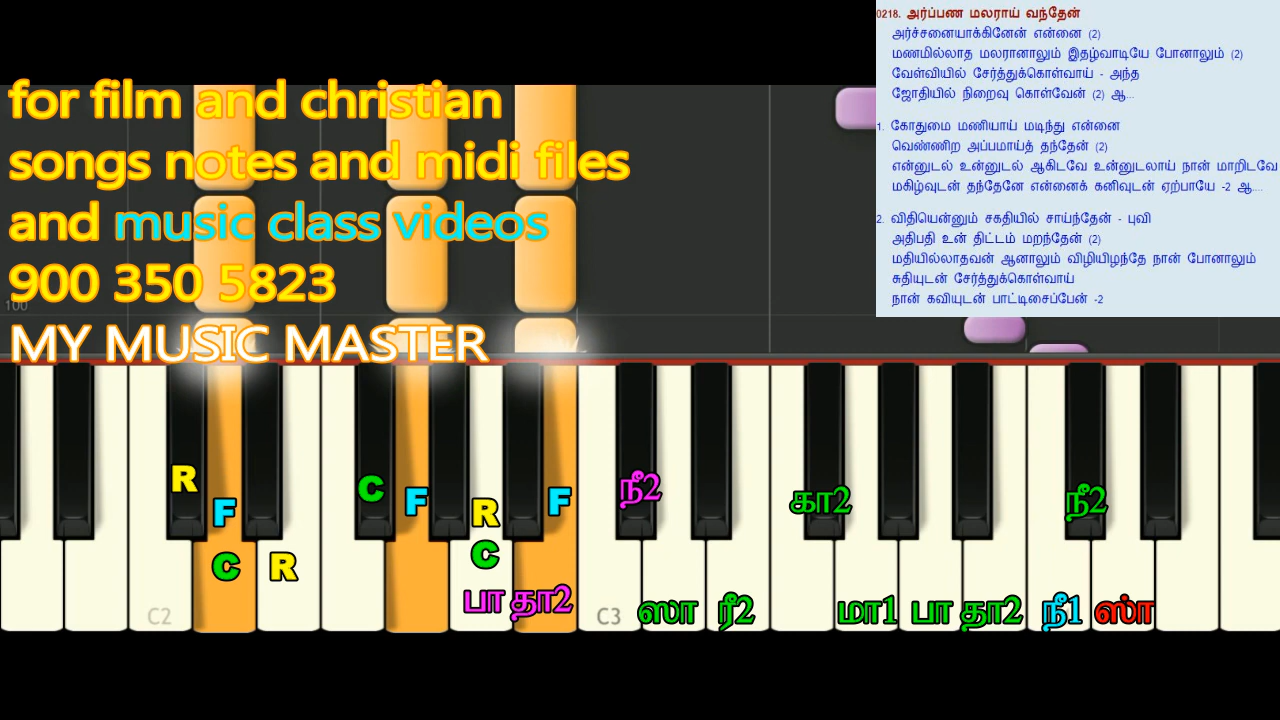 for film and christian
songs notes and midi files
and music class videos
900 350 5823
MY MUSIC MASTER
0218. அர்ப்பண மலராய் வந்தேன்
அர்ச்சனையாக்கினேன் என்னை (2)
மணமில்லாத மலரானாலும் இதழ்வாடியே போனாலும் (2)
வேள்வியில் சேர்த்துக்கொள்வாய் - அந்த
ஜோதியில் நிறைவு கொள்வேன் (2) ஆ...
1. கோதுமை மணியாய் மடிந்து என்னை
வெண்ணிற அப்பமாய்த் தந்தேன் (2)
என்னுடல் உன்னுடல் ஆகிடவே உன்னுடலாய் நான் மாறிடவே
மகிழ்வுடன் தந்தேனே என்னைக் கனிவுடன் ஏற்பாயே -2 ஆ....
2. விதியென்னும் சகதியில் சாய்ந்தேன் - புவி
அதிபதி உன் திட்டம் மறந்தேன் (2)
மதியில்லாதவன் ஆனாலும் விழியிழந்தே நான் போனாலும்
சுதியுடன் சேர்த்துக்கொள்வாய்
நான் கவியுடன் பாட்டிசைப்பேன் -2
100
R C F R F நீ2 கா2 நீ2
F
C R C
பா தா2 ஸா ரீ2 மா1 பா தா2 நீ1 ஸ்ா
C2 C3